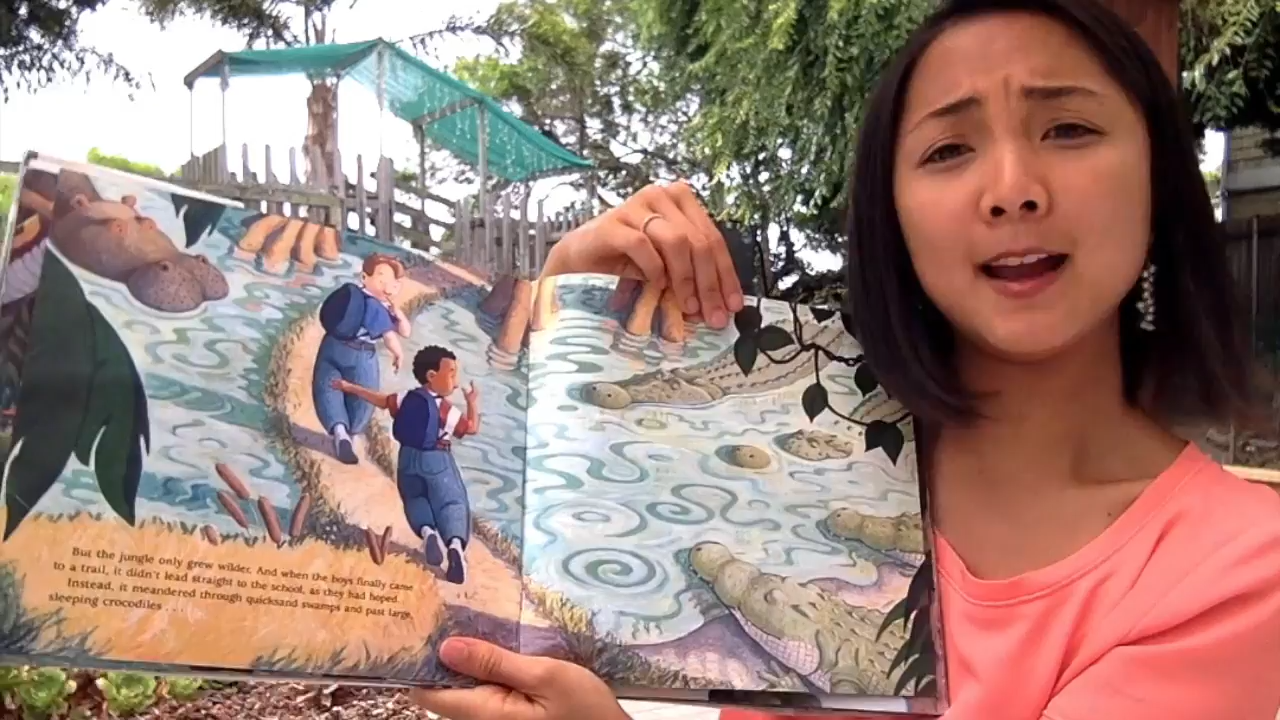 But the jungle only grew wilder. And when the boys finally came
to a trail, it didn't lead straight to the school, as they had hoped.
Instead, it meandered through quicksand swamps and past large,
sleeping crocodiles . . .